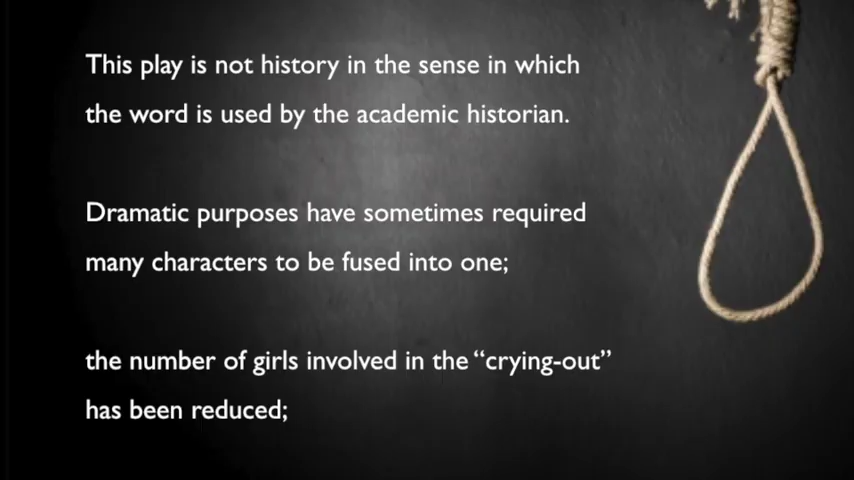 This play is not history in the sense in which
the word is used by the academic historian.
Dramatic purposes have sometimes required
many characters to be fused into one;
the number of girls involved in the “crying-out”
has been reduced;